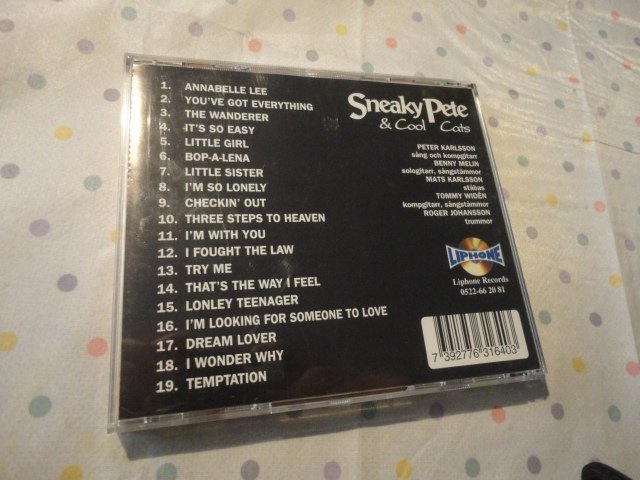 1. ANNABELLE LEE
2. YOU'VE GOT EVERYTHING
3. THE WANDERER
4. IT'S SO EASY
5. LITTLE GIRL
6. BOP-A-LENA
7. LITTLE SISTER
8. I'M SO LONELY
9. CHECKIN' OUT
10. THREE STEPS TO HEAVEN
11. I'M WITH YOU
12. I FOUGHT THE LAW
13. TRY ME
14. THAT'S THE WAY I FEEL
15. LONLEY TEENAGER
16. I'M LOOKING FOR SOMEONE TO LOVE
17. DREAM LOVER
18. I WONDER WHY
19. TEMPTATION
Sneaky Pete
& Cool Cats
PETER KARLSSON
sång och kompgitarr
BENNY MELIN
sologitarr, sångstämmor
MATS KARLSSON
ståbas
TOMMY WIDÉN
kompgitarr, sångstämmor
ROGER JOHANSSON
trummor
LIPHONE
Liphone Records
0522-66 20 81
7 392776 316403